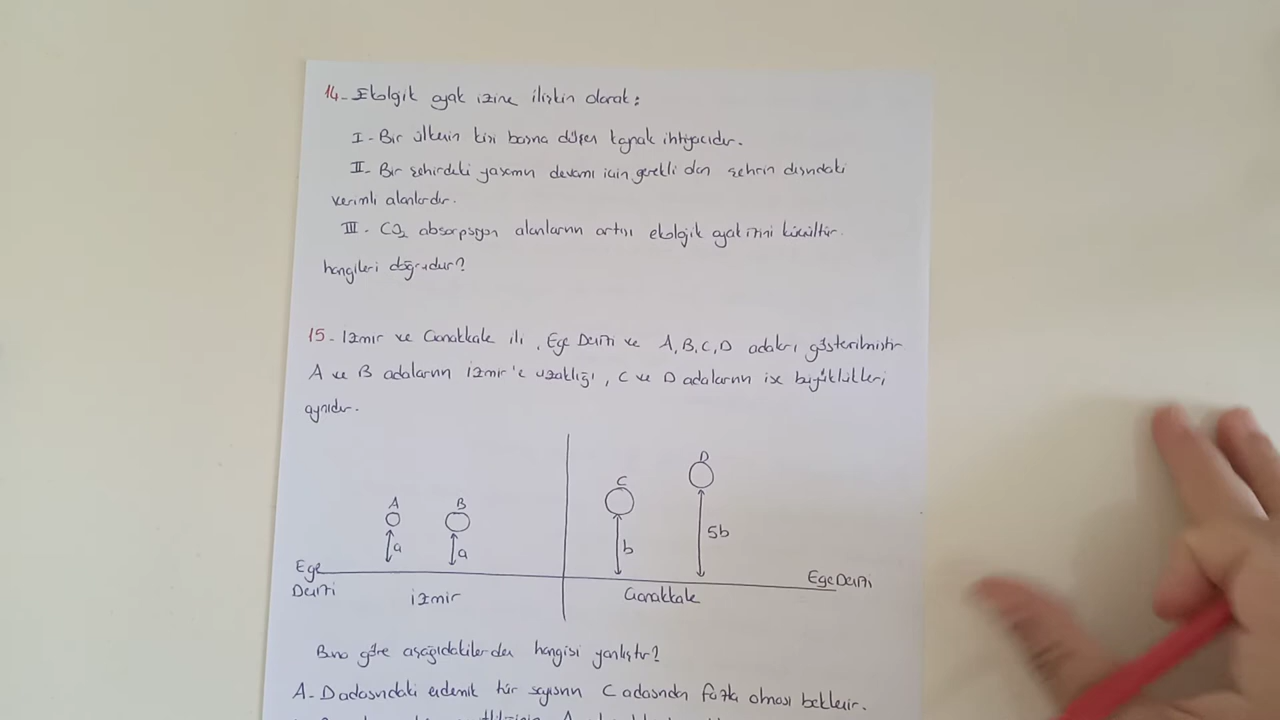 14- Ekolojik ayak izine ilişkin olarak;
I- Bir ülkenin kişi başına düşen kaynak ihtiyacıdır.
II- Bir şehirdeki yaşamın devamı için gerekli olan şehrin dışındaki
verimli alanlardır.
III- CO₂ absorpsiyon alanlarının artışı ekolojik ayak izini küçültür.
hangileri doğrudur?
15- İzmir ve Çanakkale ili, Ege Denizi ve A, B, C, D adaları gösterilmiştir
A ve B adalarının izmir'e uzaklığı, C ve D adalarının ise büyüklükleri
aynıdır.
A B C D
a a b 5b
Ege
Denizi
izmir Çanakkale Ege Denizi
Buna göre aşağıdakilerden hangisi yanlıştır?
A- D adasındaki endemik tür sayısının C adasından fazla olması beklenir.